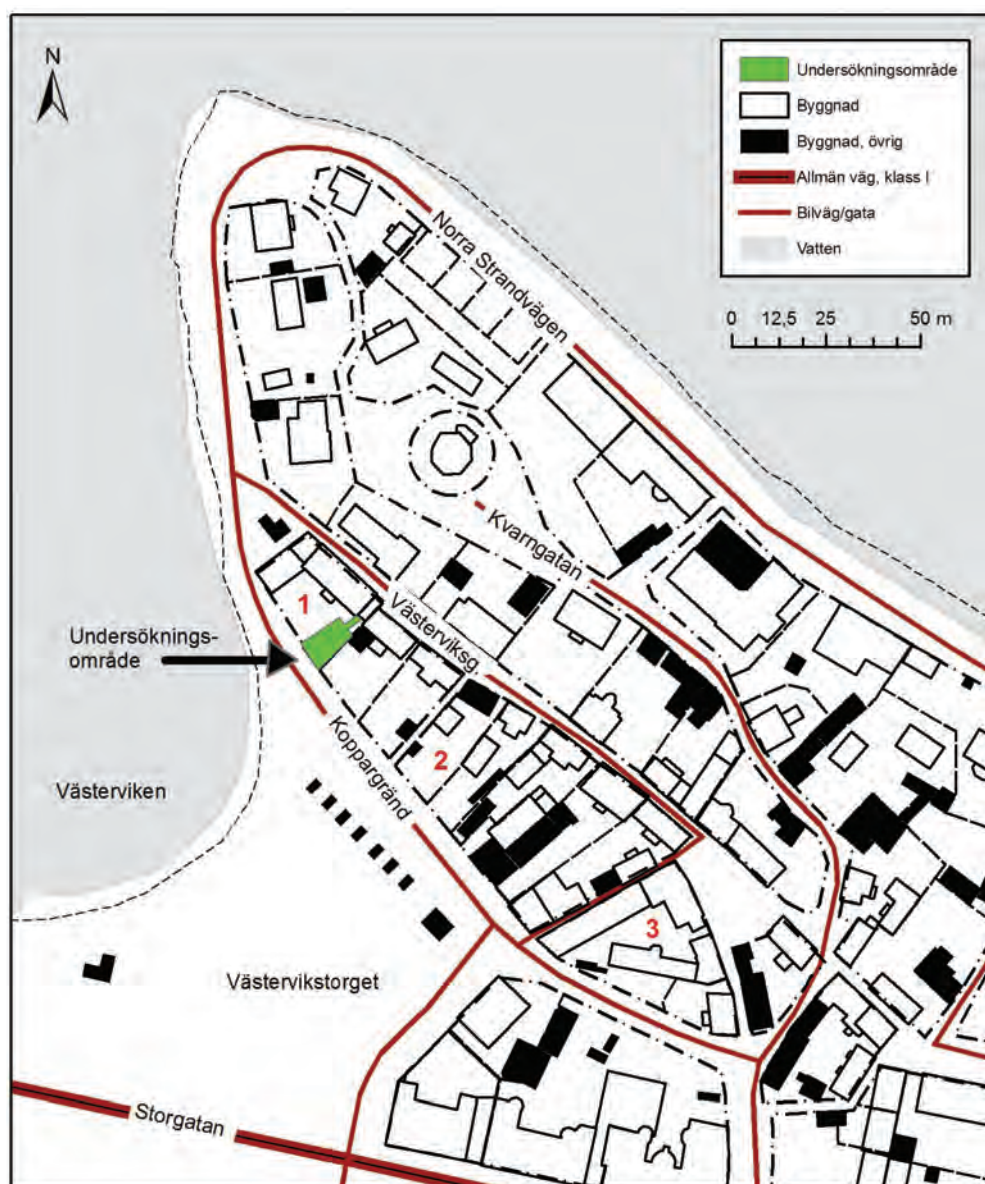 N
Undersökningsområde
Byggnad
Byggnad, övrig
Allmän väg, klass I
Bilväg/gata
Vatten
0 12,5 25 50 m
Norra Strandvägen
Kvarngatan
Västerviksg
1
Undersöknings-
område
Koppargränd
2
Västerviken
3
Västervikstorget
Storgatan